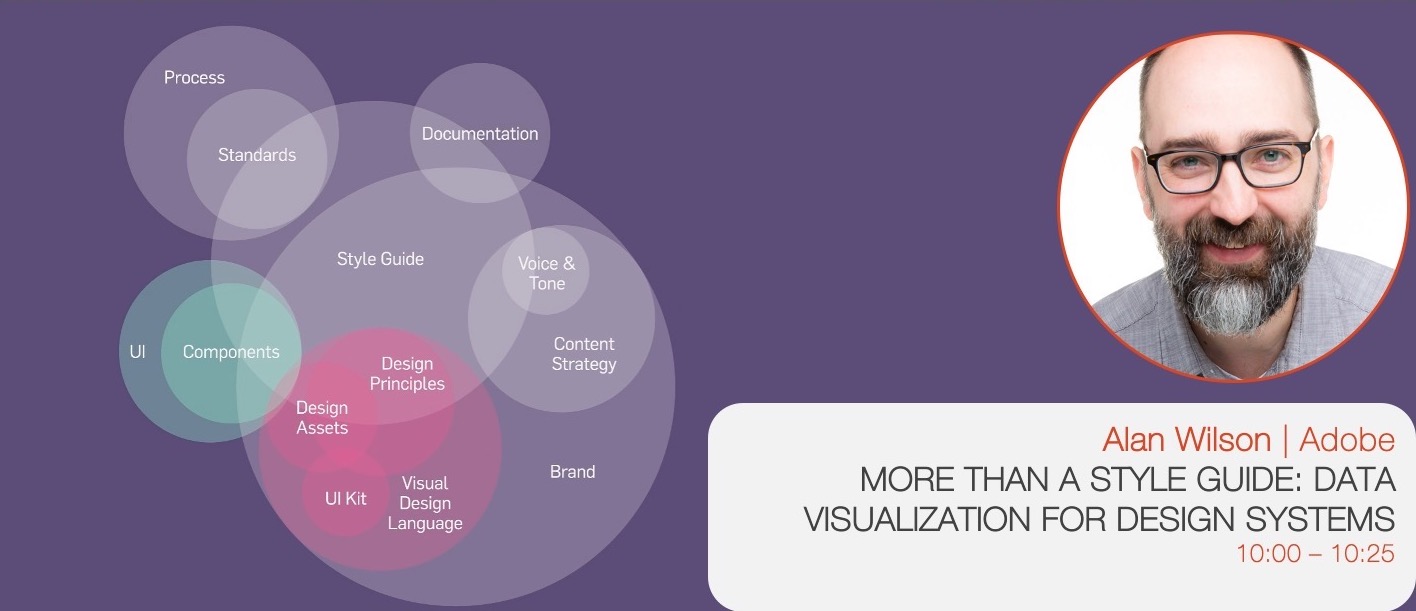 Process
Standards
Documentation
Style Guide
Voice &
Tone
UI
Components
Content
Strategy
Design
Principles
Design
Assets
Brand
UI Kit
Visual
Design
Language
Alan Wilson | Adobe
MORE THAN A STYLE GUIDE: DATA
VISUALIZATION FOR DESIGN SYSTEMS
10:00 – 10:25